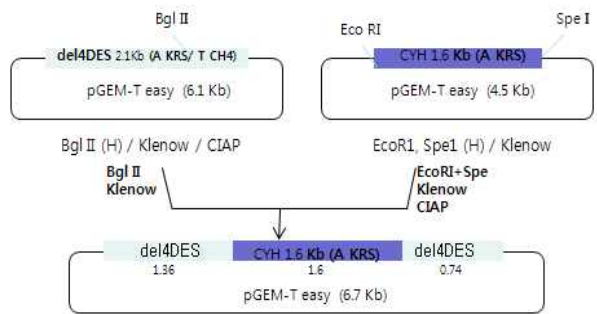 Bgl II
del4DES 2.1Kb (A KRS/ T CH4)
pGEM-T easy (6.1 Kb)
Bgl II (H) / Klenow / CIAP
Bgl II
Klenow
Eco RI
Spe I
CYH 1.6 Kb (A KRS)
pGEM-T easy (4.5 Kb)
EcoR1, Spe1 (H) / Klenow
EcoRI+Spe
Klenow
CIAP
del4DES
CYH 1.6 Kb (A KRS)
del4DES
1.36
1.6
0.74
pGEM-T easy (6.7 Kb)